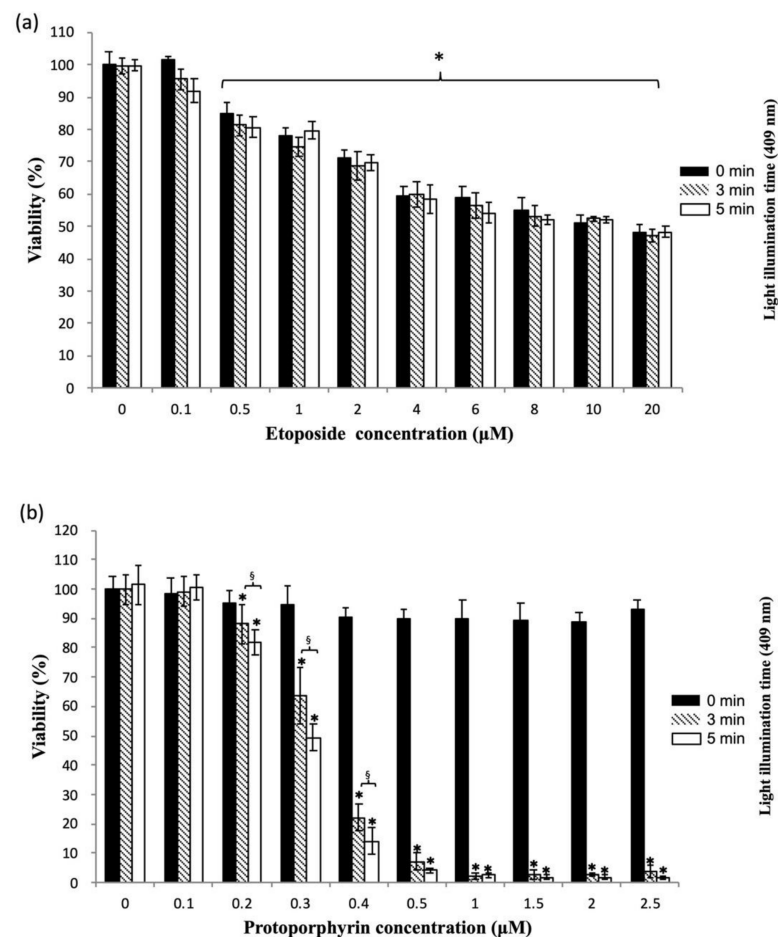 (a)
110
100
90
80
70
60
50
40
30
20
10
0
Viability (%)
*
0 0.1 0.5 1 2 4 6 8 10 20
Etoposide concentration (µM)
0 min
3 min
5 min
Light illumination time (409 nm)
(b)
120
110
100
90
80
70
60
50
40
30
20
10
0
Viability (%)
§
* *
§
* *
§
* *
* * * * * * * * * *
0 0.1 0.2 0.3 0.4 0.5 1 1.5 2 2.5
Protoporphyrin concentration (µM)
0 min
3 min
5 min
Light illumination time (409 nm)